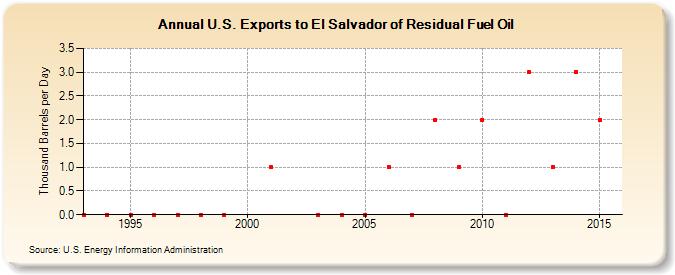 Annual U.S. Exports to El Salvador of Residual Fuel Oil
Thousand Barrels per Day
3.5
3.0
2.5
2.0
1.5
1.0
0.5
0.0
1995 2000 2005 2010 2015
Source: U.S. Energy Information Administration